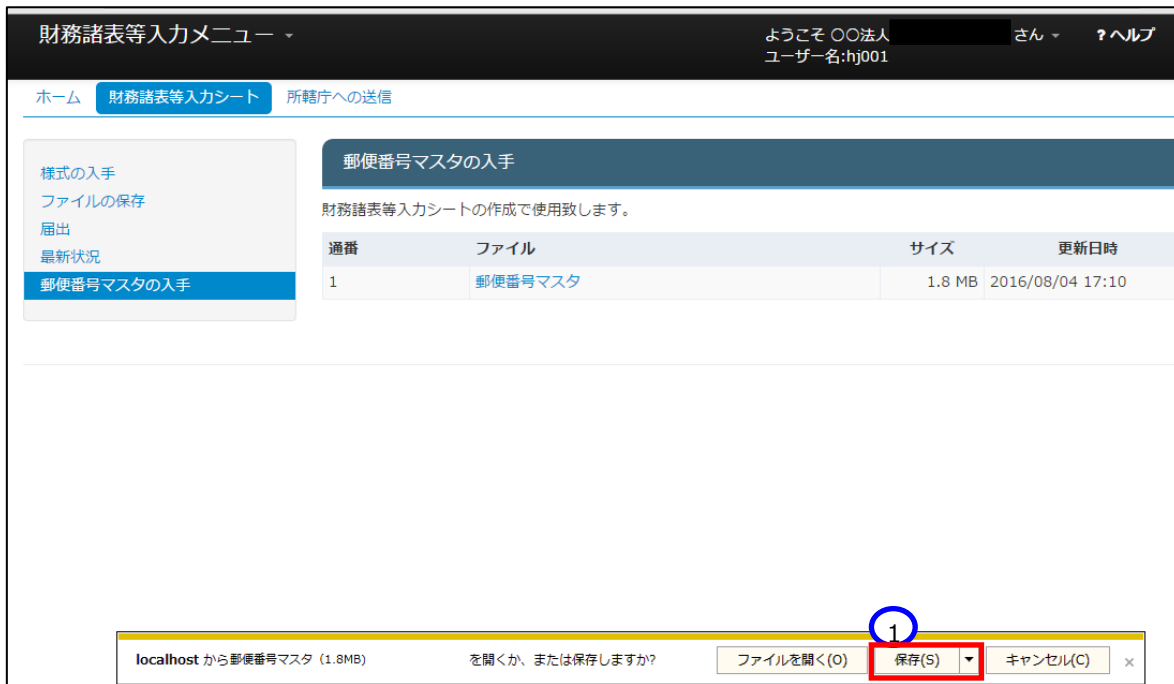 財務諸表等入力メニュー
ようこそ 〇〇法人 さん
ユーザー名:hj001
?ヘルプ
ホーム 財務諸表等入力シート 所轄庁への送信
様式の入手
ファイルの保存
届出
最新状況
郵便番号マスタの入手
郵便番号マスタの入手
財務諸表等入力シートの作成で使用致します。
通番 ファイル サイズ 更新日時
1 郵便番号マスタ 1.8 MB 2016/08/04 17:10
1
localhost から郵便番号マスタ (1.8MB) を開くか、または保存しますか? ファイルを開く(O) 保存(S) キャンセル(C) ×